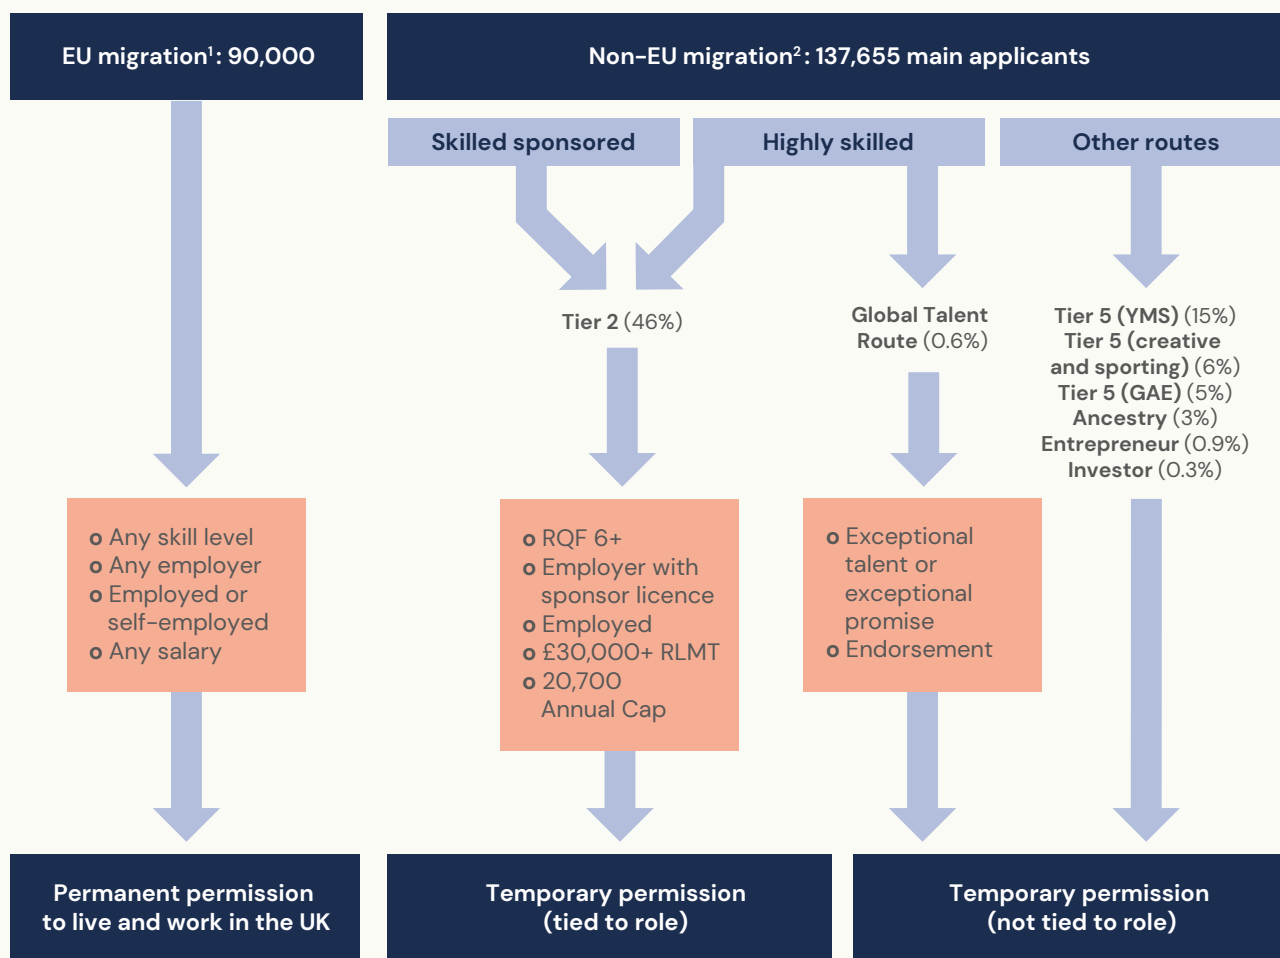 EU migration¹: 90,000
Non-EU migration²: 137,655 main applicants
Skilled sponsored
Highly skilled
Other routes
Tier 2 (46%)
Global Talent
Route (0.6%)
Tier 5 (YMS) (15%)
Tier 5 (creative
and sporting) (6%)
Tier 5 (GAE) (5%)
Ancestry (3%)
Entrepreneur (0.9%)
Investor (0.3%)
o Any skill level
o Any employer
o Employed or
self-employed
o Any salary
o RQF 6+
o Employer with
sponsor licence
o Employed
o £30,000+ RLMT
o 20,700
Annual Cap
o Exceptional
talent or
exceptional
promise
o Endorsement
Permanent permission
to live and work in the UK
Temporary permission
(tied to role)
Temporary permission
(not tied to role)